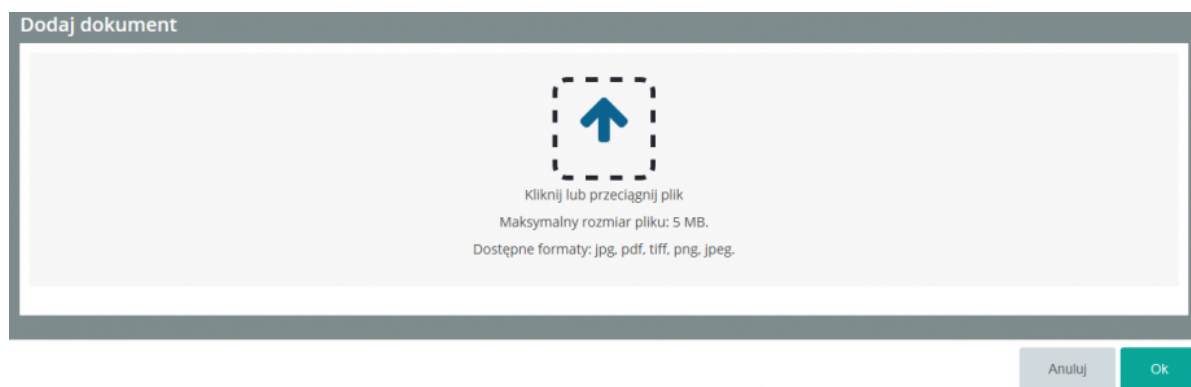 Dodaj dokument
Kliknij lub przeciągnij plik
Maksymalny rozmiar pliku: 5 MB.
Dostępne formaty: jpg, pdf, tiff, png, jpeg.
Anuluj
Ok